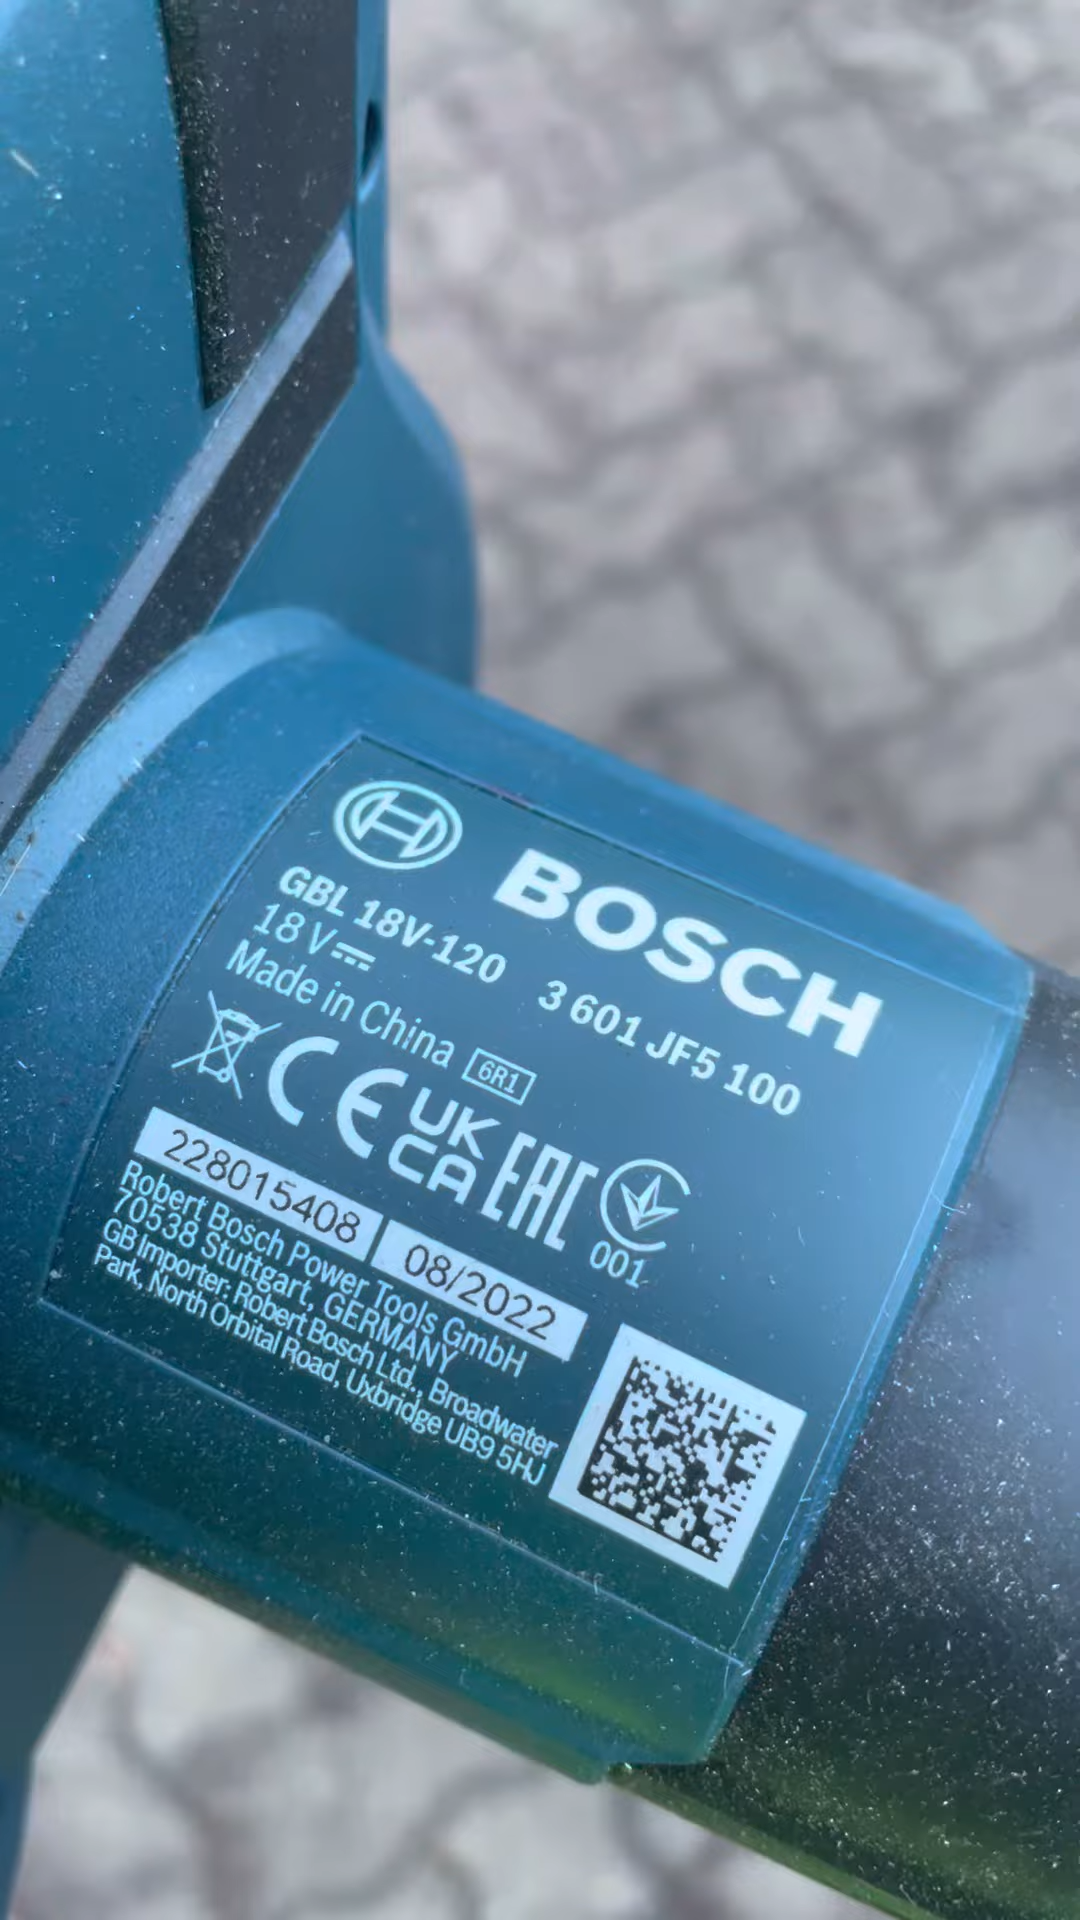 BOSCH
GBL 18V-120 3 601 JF5 100
18 V
Made in China 6R1
CE UK CA EAC 001
228015408 08/2022
Robert Bosch Power Tools GmbH
70538 Stuttgart, GERMANY
GB Importer: Robert Bosch Ltd., Broadwater
Park, North Orbital Road, Uxbridge UB9 5HJ